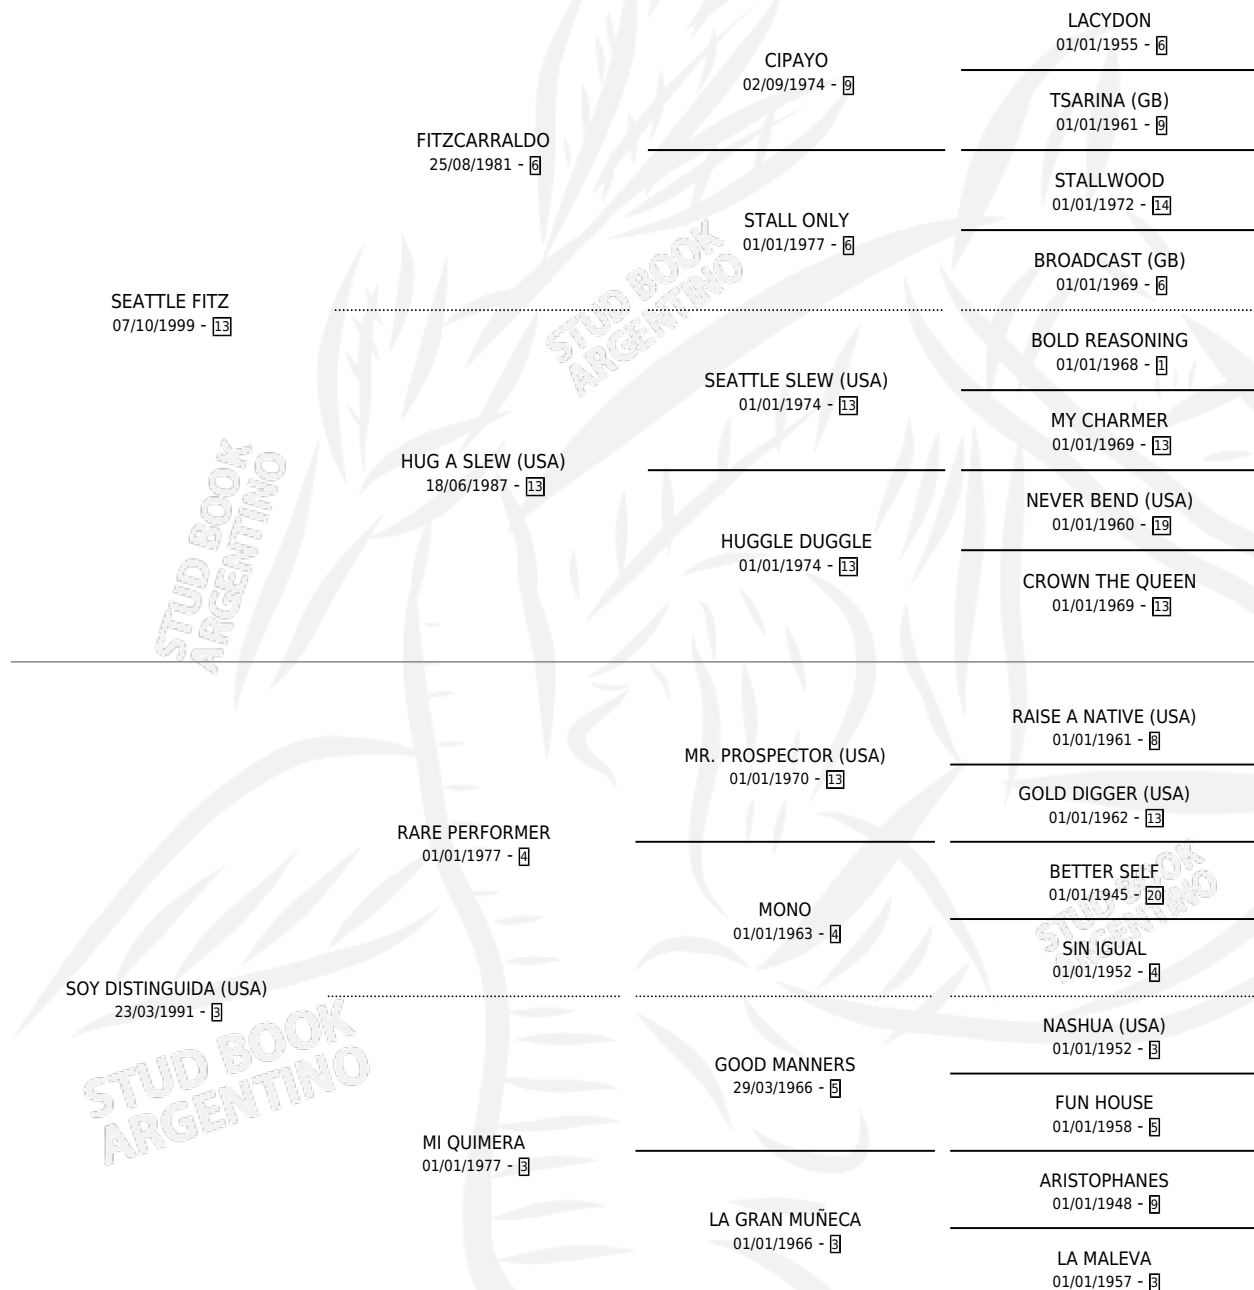 LACYDON
01/01/1955 - 6
CIPAYO
02/09/1974 - 9
TSARINA (GB)
01/01/1961 - 9
FITZCARRALDO
25/08/1981 - 6
STALLWOOD
01/01/1972 - 14
STALL ONLY
01/01/1977 - 6
BROADCAST (GB)
01/01/1969 - 6
SEATTLE FITZ
07/10/1999 - 13
STUD BOOK
ARGENTINO
BOLD REASONING
01/01/1968 - 1
SEATTLE SLEW (USA)
01/01/1974 - 13
MY CHARMER
01/01/1969 - 13
HUG A SLEW (USA)
18/06/1987 - 13
NEVER BEND (USA)
01/01/1960 - 19
HUGGLE DUGGLE
01/01/1974 - 13
CROWN THE QUEEN
01/01/1969 - 13
STUD BOOK
ARGENTINO
RAISE A NATIVE (USA)
01/01/1961 - 8
MR. PROSPECTOR (USA)
01/01/1970 - 13
GOLD DIGGER (USA)
01/01/1962 - 13
RARE PERFORMER
01/01/1977 - 4
BETTER SELF
01/01/1945 - 20
MONO
01/01/1963 - 4
SIN IGUAL
01/01/1952 - 4
STUD BOOK
ARGENTINO
SOY DISTINGUIDA (USA)
23/03/1991 - 3
NASHUA (USA)
01/01/1952 - 3
GOOD MANNERS
29/03/1966 - 5
FUN HOUSE
01/01/1958 - 5
STUD BOOK
ARGENTINO
MI QUIMERA
01/01/1977 - 3
ARISTOPHANES
01/01/1948 - 9
LA GRAN MUÑECA
01/01/1966 - 3
LA MALEVA
01/01/1957 - 3